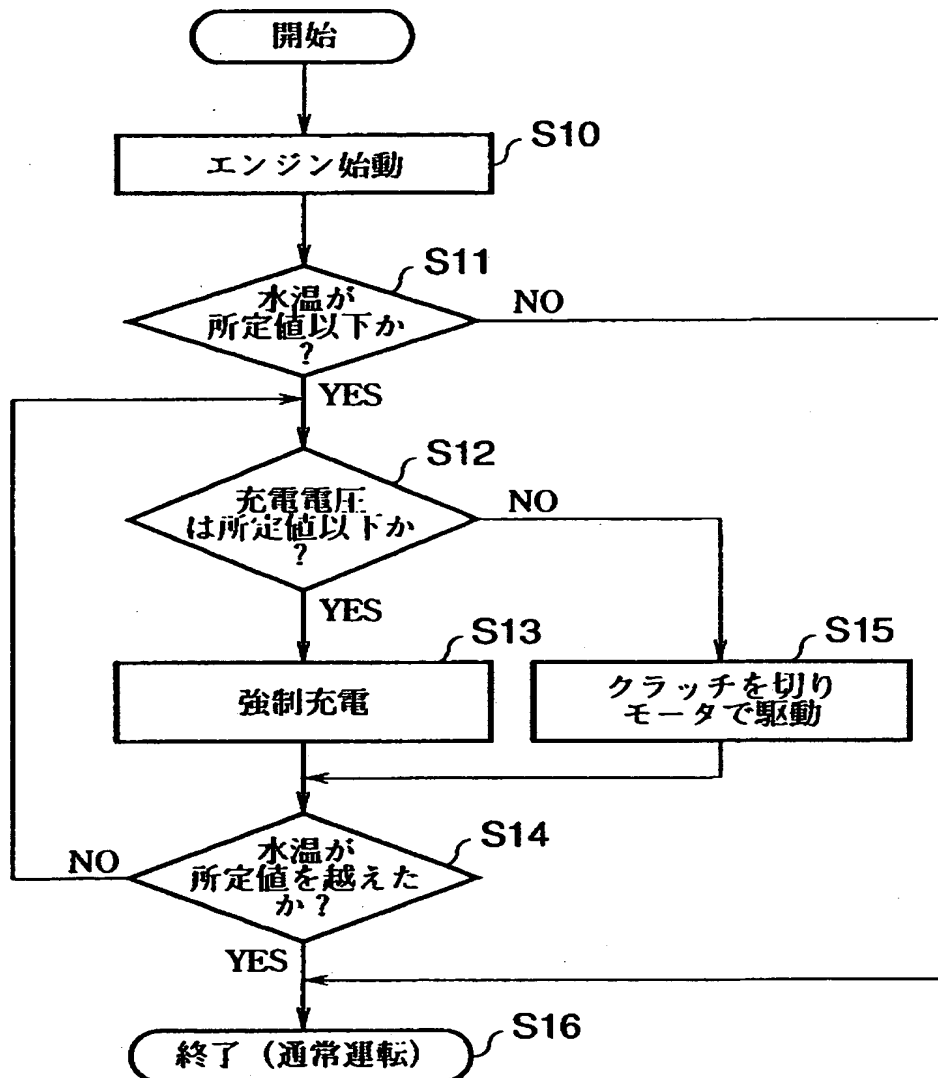 開始
エンジン始動
S10
水温が
所定値以下か
?
S11
NO
YES
充電電圧
は所定値以下か
?
S12
NO
YES
強制充電
S13
クラッチを切り
モータで駆動
S15
水温が
所定値を越えた
か?
S14
NO
YES
終了(通常運転)
S16